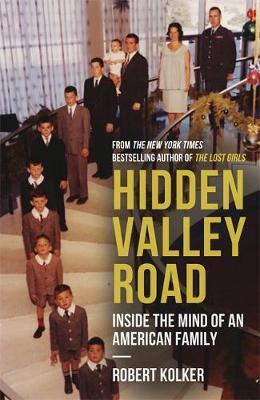 FROM THE NEW YORK TIMES
BESTSELLING AUTHOR OF THE LOST GIRLS
HIDDEN
VALLEY
ROAD
INSIDE THE MIND OF AN
AMERICAN FAMILY
ROBERT KOLKER